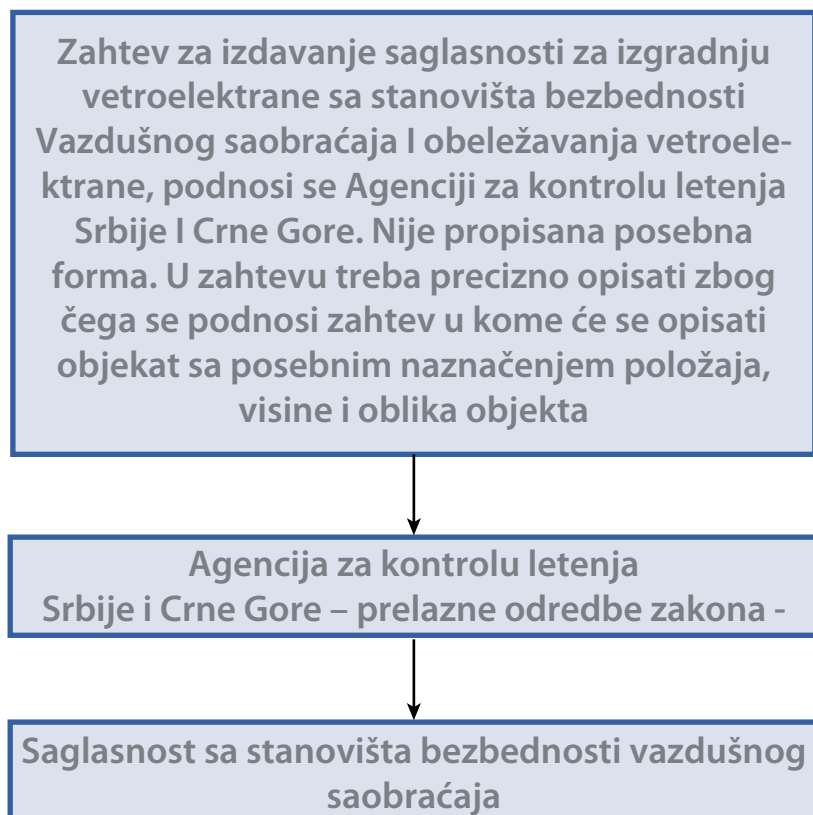 Zahtev za izdavanje saglasnosti za izgradnju
vetroelektrane sa stanovišta bezbednosti
Vazdušnog saobraćaja I obeležavanja vetroele-
ktrane, podnosi se Agenciji za kontrolu letenja
Srbije I Crne Gore. Nije propisana posebna
forma. U zahtevu treba precizno opisati zbog
čega se podnosi zahtev u kome će se opisati
objekat sa posebnim naznačenjem položaja,
visine i oblika objekta
Agencija za kontrolu letenja
Srbije i Crne Gore – prelazne odredbe zakona -
Saglasnost sa stanovišta bezbednosti vazdušnog
saobraćaja